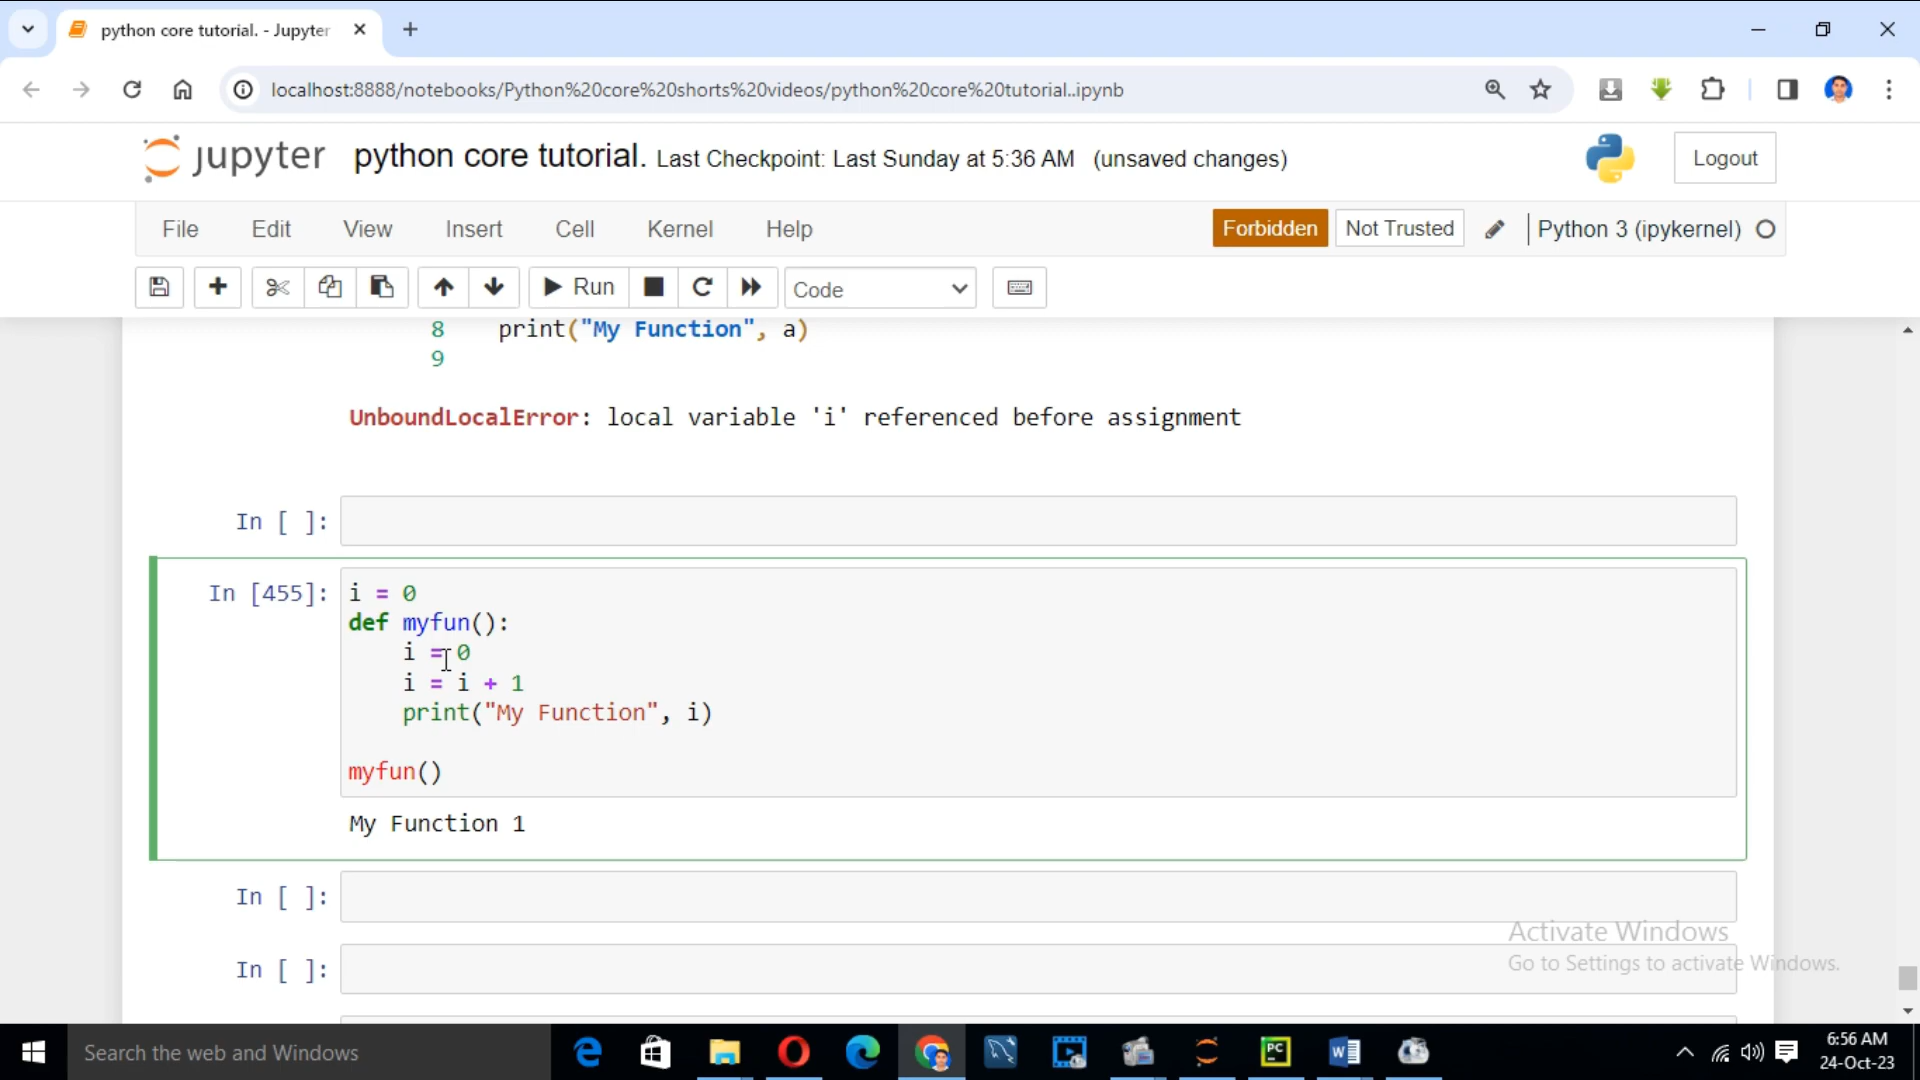 python core tutorial. - Jupyter
localhost:8888/notebooks/Python%20core%20shorts%20videos/python%20core%20tutorial..ipynb
jupyter python core tutorial. Last Checkpoint: Last Sunday at 5:36 AM (unsaved changes)
Logout
File Edit View Insert Cell Kernel Help Forbidden Not Trusted Python 3 (ipykernel)
Run Code
8 print("My Function", a)
9
UnboundLocalError: local variable 'i' referenced before assignment
In [ ]:
In [455]: i = 0
def myfun():
i = 0
i = i + 1
print("My Function", i)
myfun()
My Function 1
In [ ]:
In [ ]:
Activate Windows
Go to Settings to activate Windows.
Search the web and Windows
PC
W
6:56 AM
24-Oct-23